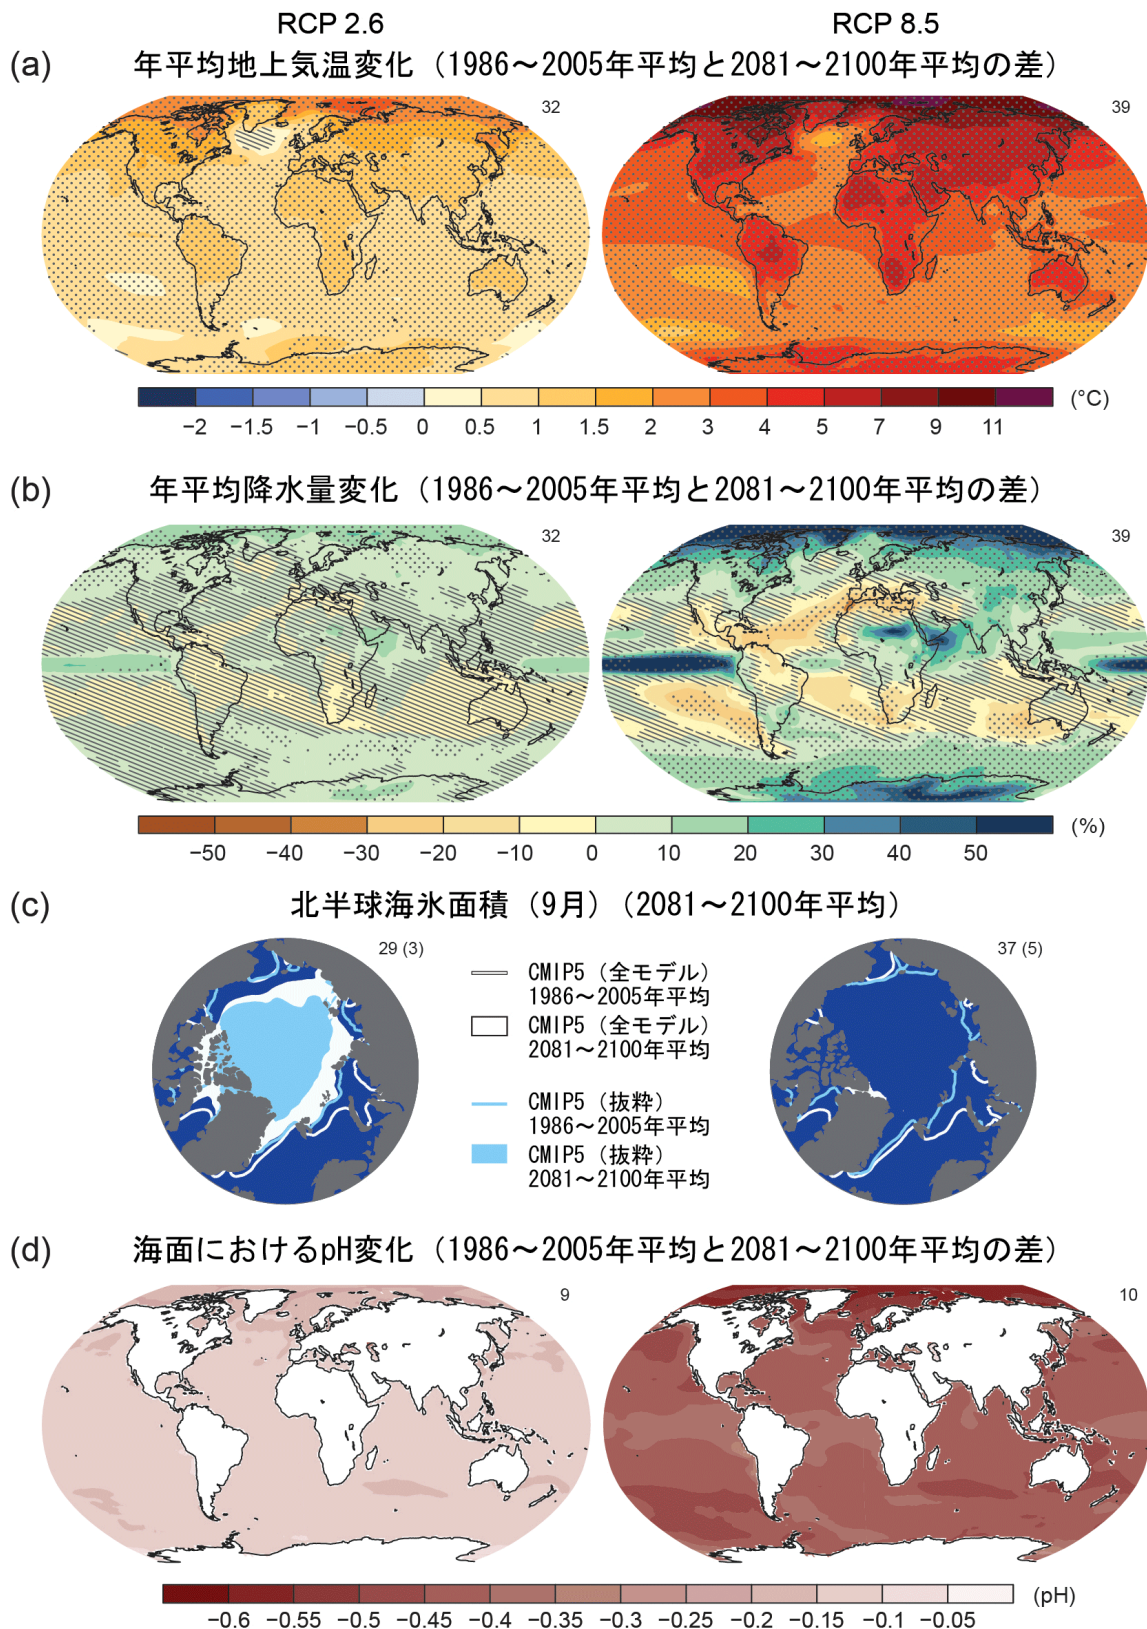 RCP 2.6
RCP 8.5
(a)
年平均地上気温変化（1986～2005年平均と2081～2100年平均の差）
32
39
−2 −1.5 −1 −0.5 0 0.5 1 1.5 2 3 4 5 7 9 11
(°C)
(b)
年平均降水量変化（1986～2005年平均と2081～2100年平均の差）
32
39
−50 −40 −30 −20 −10 0 10 20 30 40 50
(%)
(c)
北半球海氷面積（9月）（2081～2100年平均）
29 (3)
37 (5)
CMIP5（全モデル）
1986～2005年平均
CMIP5（全モデル）
2081～2100年平均
CMIP5（抜粋）
1986～2005年平均
CMIP5（抜粋）
2081～2100年平均
(d)
海面におけるpH変化（1986～2005年平均と2081～2100年平均の差）
9
10
−0.6 −0.55 −0.5 −0.45 −0.4 −0.35 −0.3 −0.25 −0.2 −0.15 −0.1 −0.05
(pH)